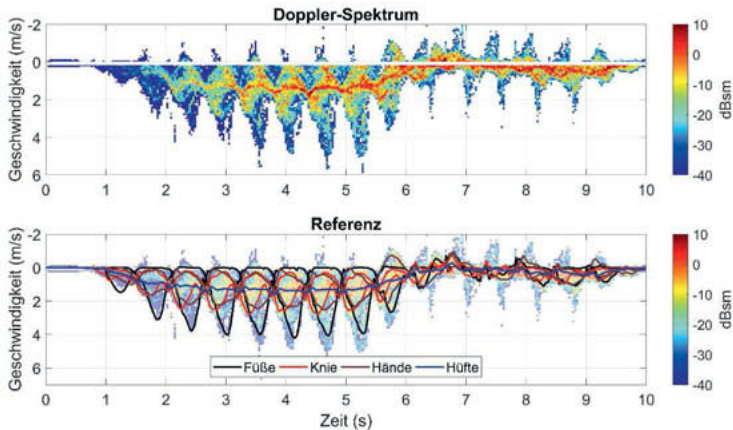 Doppler-Spektrum
Geschwindigkeit (m/s)
-2
0
2
4
6
0 1 2 3 4 5 6 7 8 9 10
10
0
-10
-20
-30
-40
dBsm
Referenz
Geschwindigkeit (m/s)
-2
0
2
4
6
Füße Knie Hände Hüfte
0 1 2 3 4 5 6 7 8 9 10
Zeit (s)
10
0
-10
-20
-30
-40
dBsm